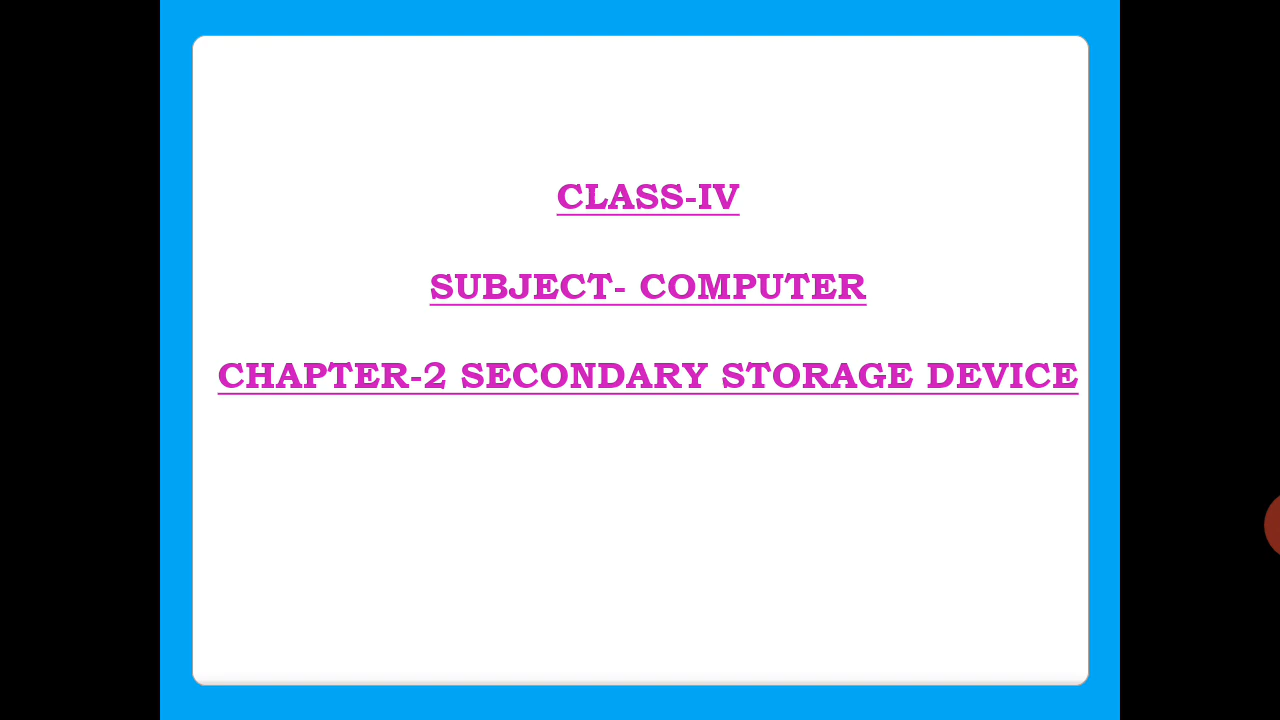 CLASS-IV
SUBJECT- COMPUTER
CHAPTER-2 SECONDARY STORAGE DEVICE